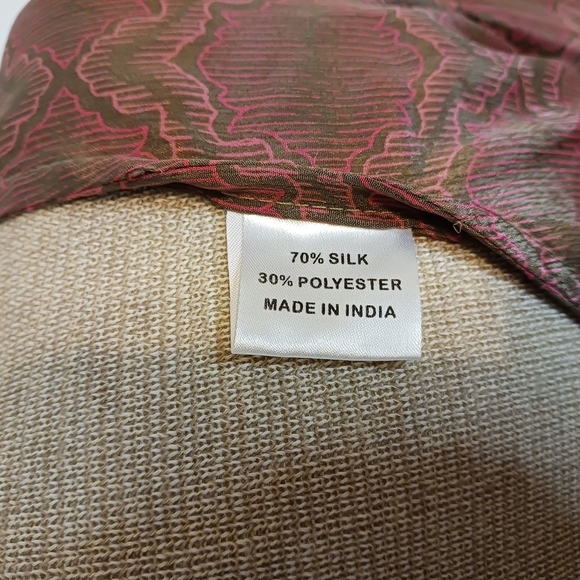 70% SILK
30% POLYESTER
MADE IN INDIA